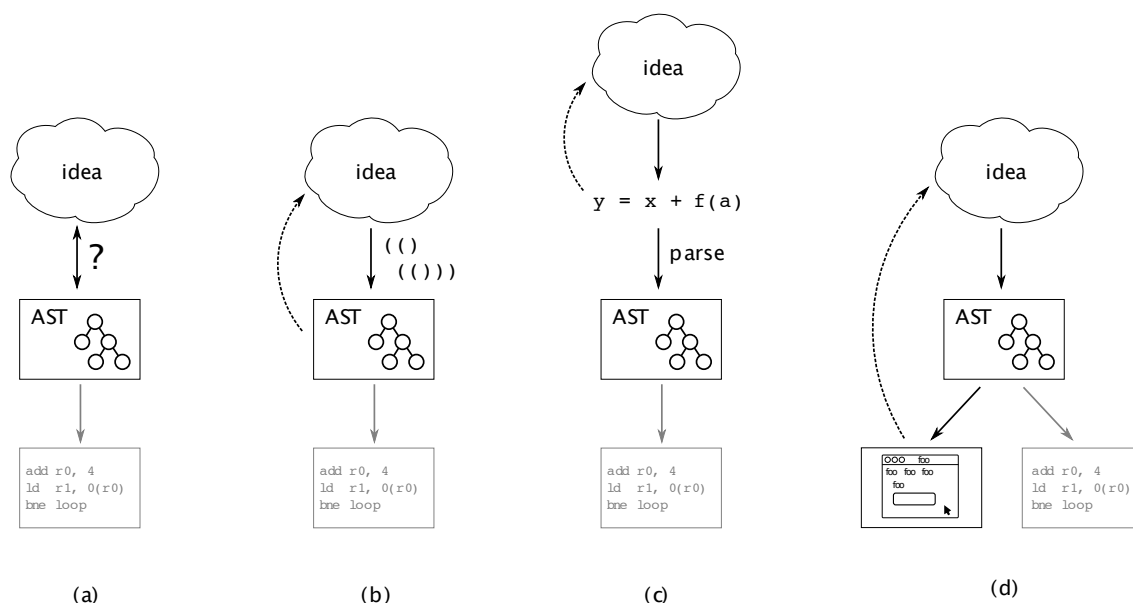 idea
?
AST
add r0, 4
ld r1, 0(r0)
bne loop
(a)
idea
(()
(()))
AST
add r0, 4
ld r1, 0(r0)
bne loop
(b)
idea
y = x + f(a)
parse
AST
add r0, 4
ld r1, 0(r0)
bne loop
(c)
idea
AST
foo
foo foo foo
foo
add r0, 4
ld r1, 0(r0)
bne loop
(d)